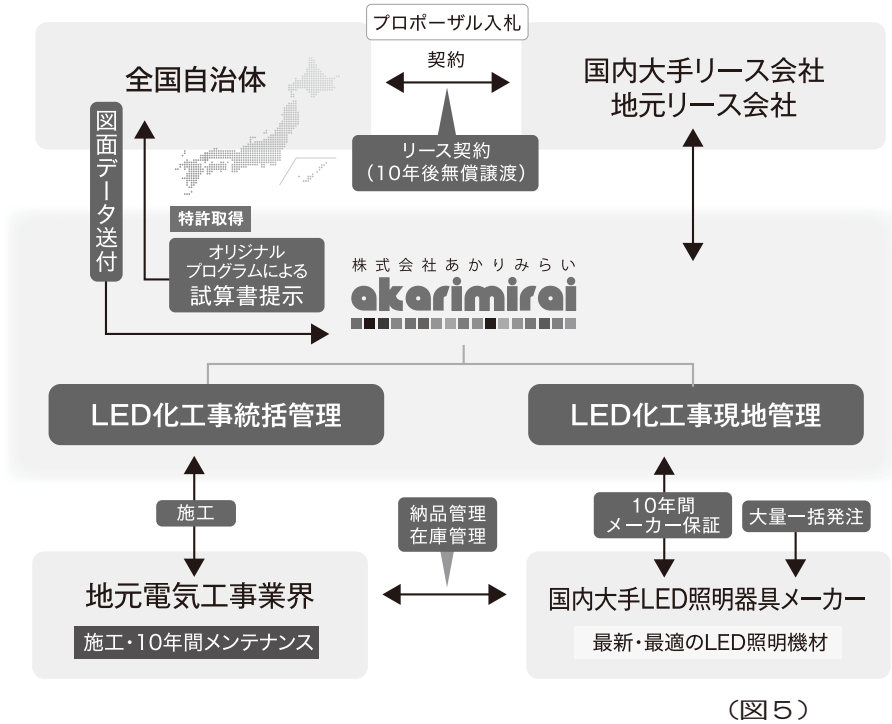 プロポーザル入札
契約
全国自治体
国内大手リース会社
地元リース会社
リース契約
（10年後無償譲渡）
図面データ送付
特許取得
オリジナル
プログラムによる
試算書提示
株式会社あかりみらい
akarimirai
LED化工事統括管理
LED化工事現地管理
施工
納品管理
在庫管理
10年間
メーカー保証
大量一括発注
地元電気工事業界
施工・10年間メンテナンス
国内大手LED照明器具メーカー
最新・最適のLED照明機材
（図５）